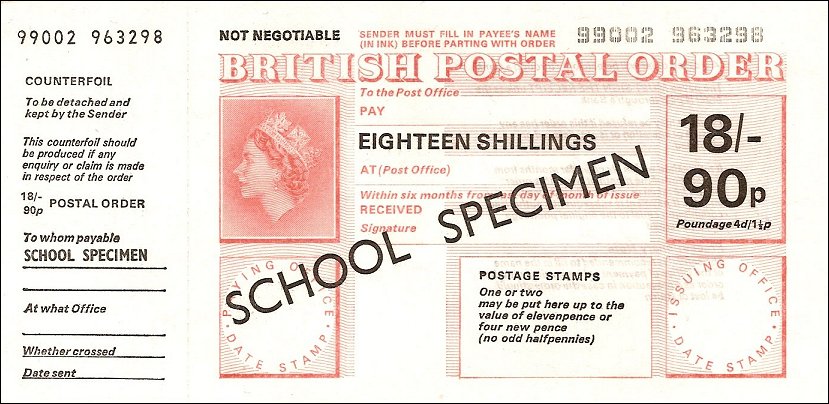 99002 963298
COUNTERFOIL
To be detached and
kept by the Sender
This counterfoil should
be produced if any
enquiry or claim is made
in respect of the order
18/-
90p POSTAL ORDER
To whom payable
SCHOOL SPECIMEN
At what Office
Whether crossed
Date sent
NOT NEGOTIABLE
SENDER MUST FILL IN PAYEE'S NAME
(IN INK) BEFORE PARTING WITH ORDER
99002 963298
BRITISH POSTAL ORDER
To the Post Office
PAY
EIGHTEEN SHILLINGS
AT (Post Office)
Within six months from last day of month of issue
RECEIVED
Signature
18/-
90p
Poundage 4d/1½p
SCHOOL SPECIMEN
PAYING OFFICE
DATE STAMP
POSTAGE STAMPS
One or two
may be put here up to the
value of elevenpence or
four new pence
(no odd halfpennies)
ISSUING OFFICE
DATE STAMP